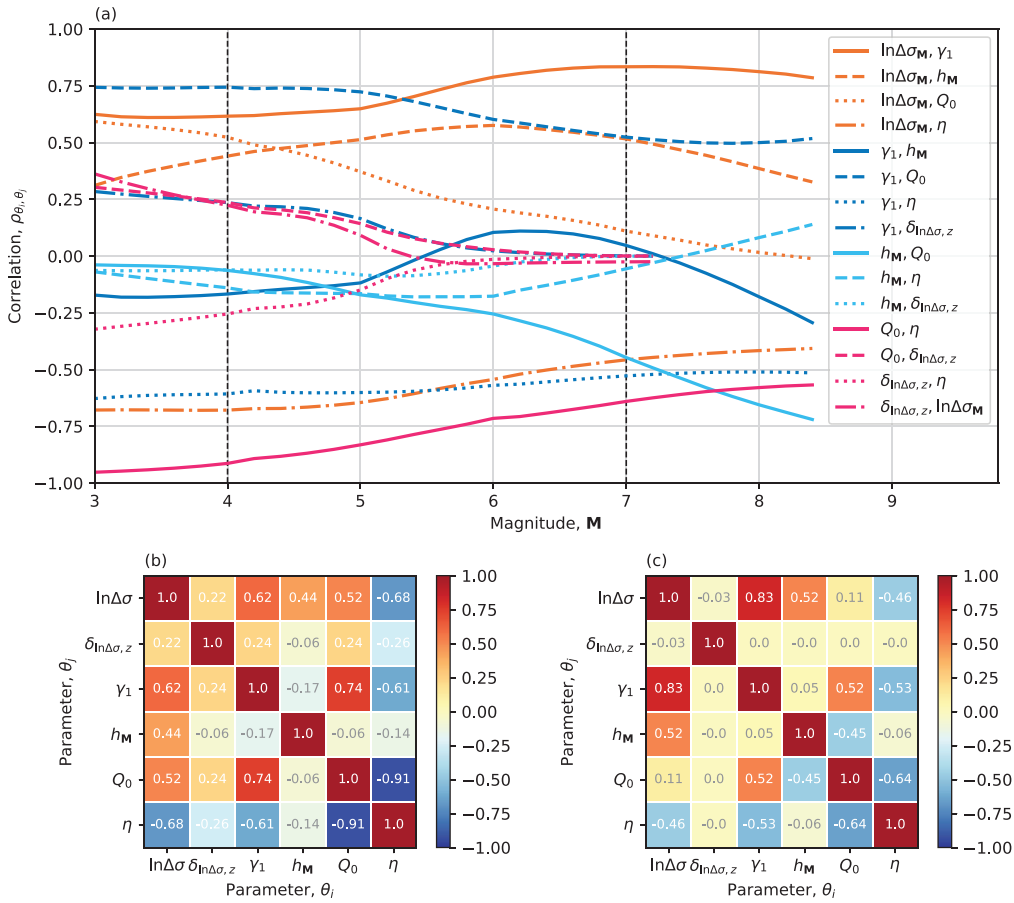 (a)
1.00
0.75
0.50
0.25
0.00
−0.25
−0.50
−0.75
−1.00
Correlation, ρθi, θj
3 4 5 6 7 8 9
Magnitude, M
lnΔσM, γ1
lnΔσM, hM
lnΔσM, Q0
lnΔσM, η
γ1, hM
γ1, Q0
γ1, η
γ1, δlnΔσ, z
hM, Q0
hM, η
hM, δlnΔσ, z
Q0, η
Q0, δlnΔσ, z
δlnΔσ, z, η
δlnΔσ, z, lnΔσM
(b)
Parameter, θj
lnΔσ 1.0 0.22 0.62 0.44 0.52 -0.68
δlnΔσ, z 0.22 1.0 0.24 -0.06 0.24 -0.26
γ1 0.62 0.24 1.0 -0.17 0.74 -0.61
hM 0.44 -0.06 -0.17 1.0 -0.06 -0.14
Q0 0.52 0.24 0.74 -0.06 1.0 -0.91
η -0.68 -0.26 -0.61 -0.14 -0.91 1.0
lnΔσ δlnΔσ, z γ1 hM Q0 η
Parameter, θi
1.00
0.75
0.50
0.25
0.00
−0.25
−0.50
−0.75
−1.00
(c)
Parameter, θj
lnΔσ 1.0 -0.03 0.83 0.52 0.11 -0.46
δlnΔσ, z -0.03 1.0 0.0 -0.0 0.0 -0.0
γ1 0.83 0.0 1.0 0.05 0.52 -0.53
hM 0.52 -0.0 0.05 1.0 -0.45 -0.06
Q0 0.11 0.0 0.52 -0.45 1.0 -0.64
η -0.46 -0.0 -0.53 -0.06 -0.64 1.0
lnΔσ δlnΔσ, z γ1 hM Q0 η
Parameter, θi
1.00
0.75
0.50
0.25
0.00
−0.25
−0.50
−0.75
−1.00